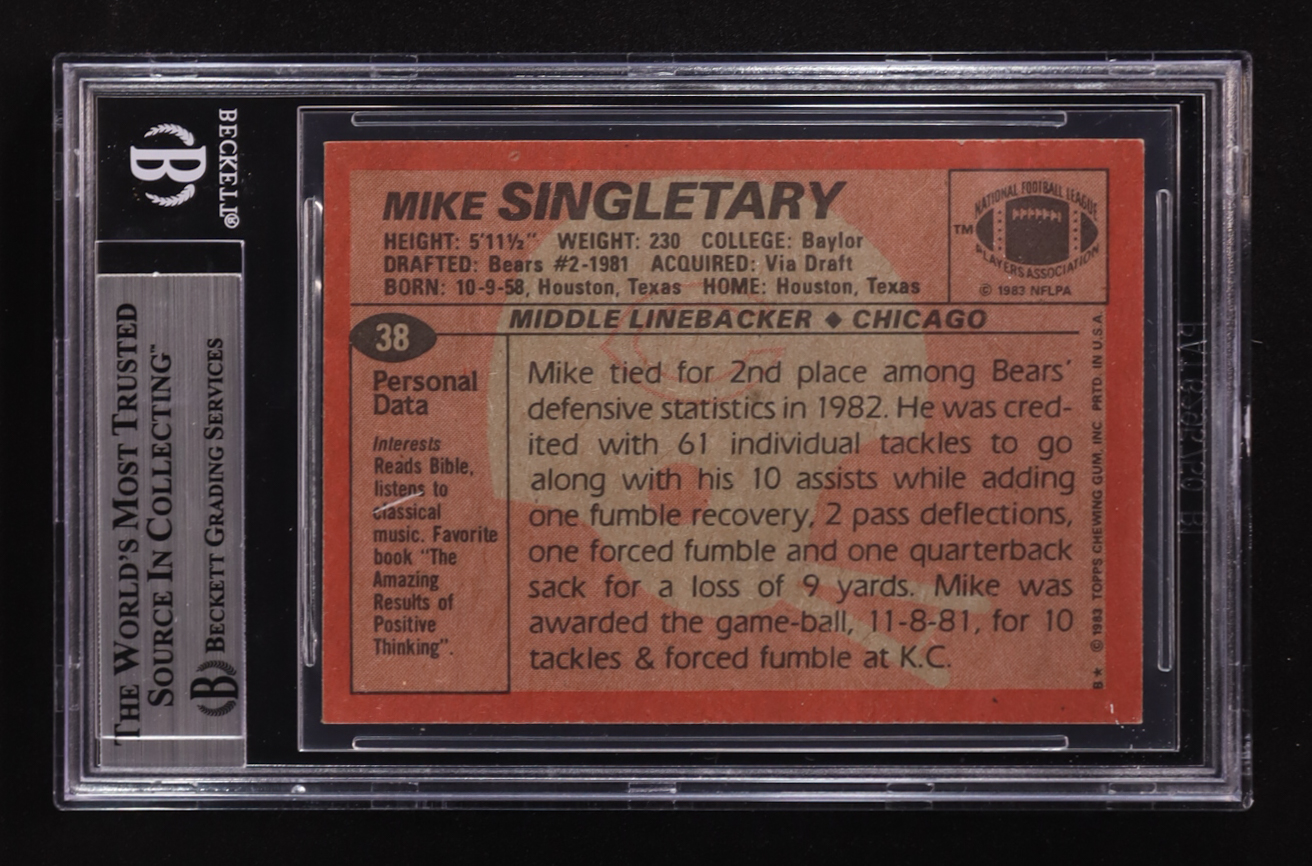 BECKETT®
B
THE WORLD'S MOST TRUSTED
SOURCE IN COLLECTING™
B BECKETT GRADING SERVICES
MIKE SINGLETARY
HEIGHT: 5'11½" WEIGHT: 230 COLLEGE: Baylor
DRAFTED: Bears #2-1981 ACQUIRED: Via Draft
BORN: 10-9-58, Houston, Texas HOME: Houston, Texas
NATIONAL FOOTBALL LEAGUE
TM
PLAYERS ASSOCIATION
© 1983 NFLPA
MIDDLE LINEBACKER ♦ CHICAGO
38
Personal
Data
Interests
Reads Bible,
listens to
classical
music. Favorite
book "The
Amazing
Results of
Positive
Thinking".
Mike tied for 2nd place among Bears'
defensive statistics in 1982. He was cred-
ited with 61 individual tackles to go
along with his 10 assists while adding
one fumble recovery, 2 pass deflections,
one forced fumble and one quarterback
sack for a loss of 9 yards. Mike was
awarded the game-ball, 11-8-81, for 10
tackles & forced fumble at K.C.
B★ © 1983 TOPPS CHEWING GUM, INC. PRTD. IN U.S.A.